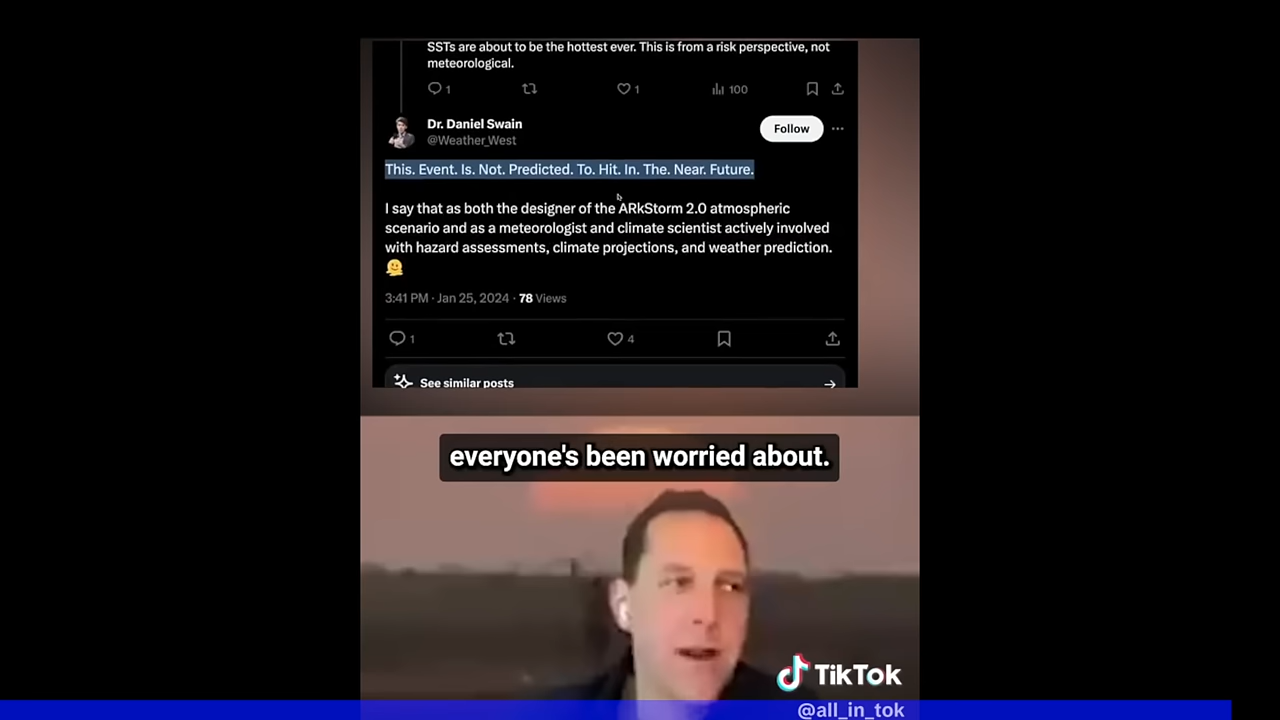 SSTs are about to be the hottest ever. This is from a risk perspective, not
meteorological.
1
1
100
Dr. Daniel Swain
@Weather_West
Follow
This. Event. Is. Not. Predicted. To. Hit. In. The. Near. Future.
I say that as both the designer of the ARkStorm 2.0 atmospheric
scenario and as a meteorologist and climate scientist actively involved
with hazard assessments, climate projections, and weather prediction.
3:41 PM · Jan 25, 2024 · 78 Views
1
4
See similar posts
everyone's been worried about.
TikTok
@all_in_tok